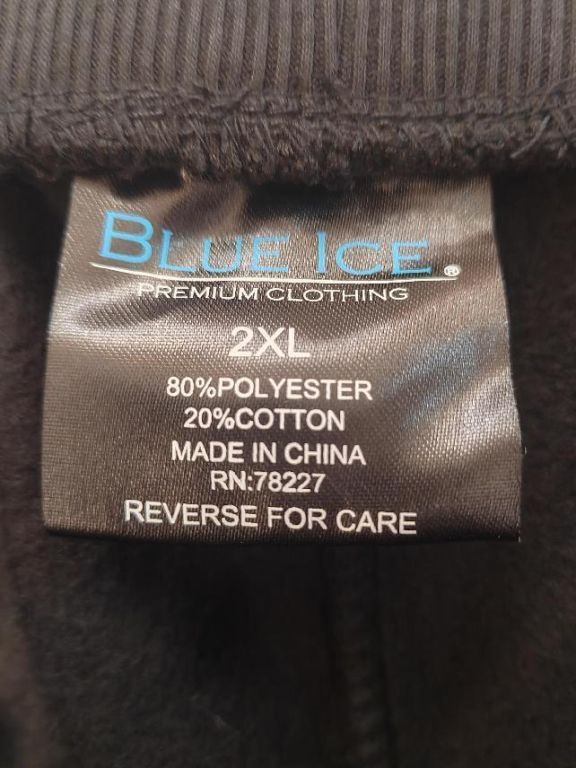 BLUE ICE®
PREMIUM CLOTHING
2XL
80%POLYESTER
20%COTTON
MADE IN CHINA
RN:78227
REVERSE FOR CARE